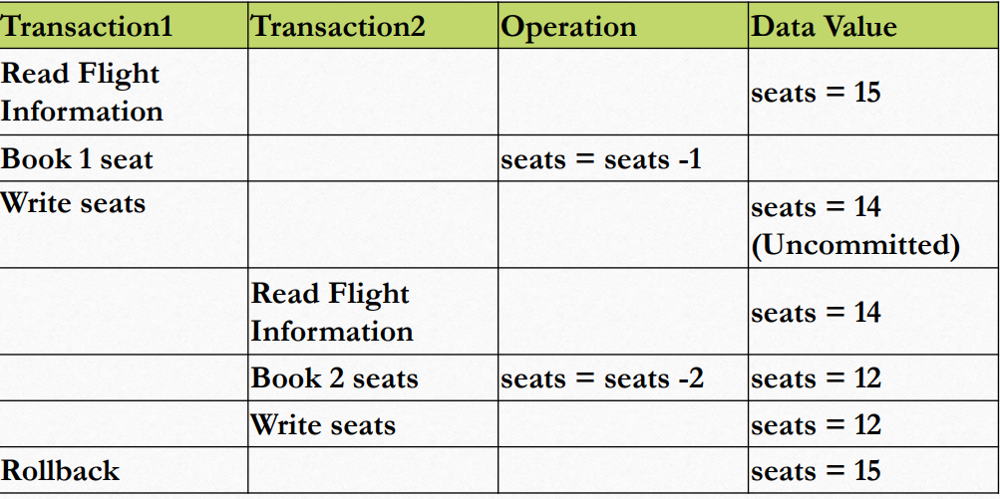 Transaction1 Transaction2 Operation Data Value
Read Flight
Information
seats = 15
Book 1 seat seats = seats -1
Write seats
seats = 14
(Uncommitted)
Read Flight
Information
seats = 14
Book 2 seats seats = seats -2 seats = 12
Write seats seats = 12
Rollback seats = 15